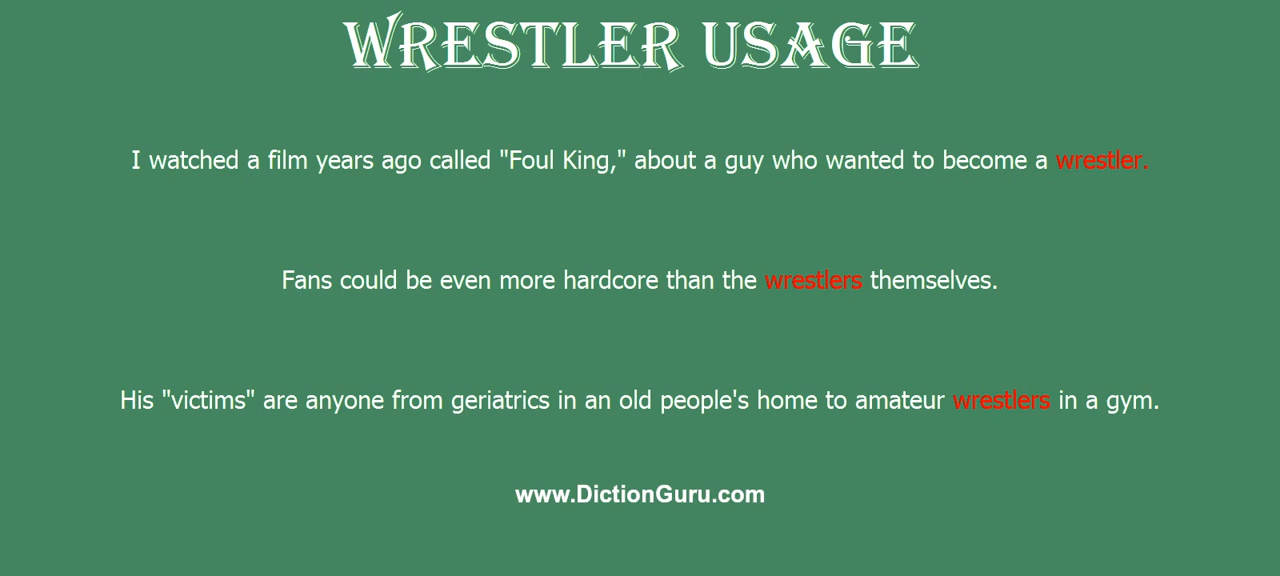 WRESTLER USAGE
I watched a film years ago called "Foul King," about a guy who wanted to become a wrestler.
Fans could be even more hardcore than the wrestlers themselves.
His "victims" are anyone from geriatrics in an old people's home to amateur wrestlers in a gym.
www.DictionGuru.com